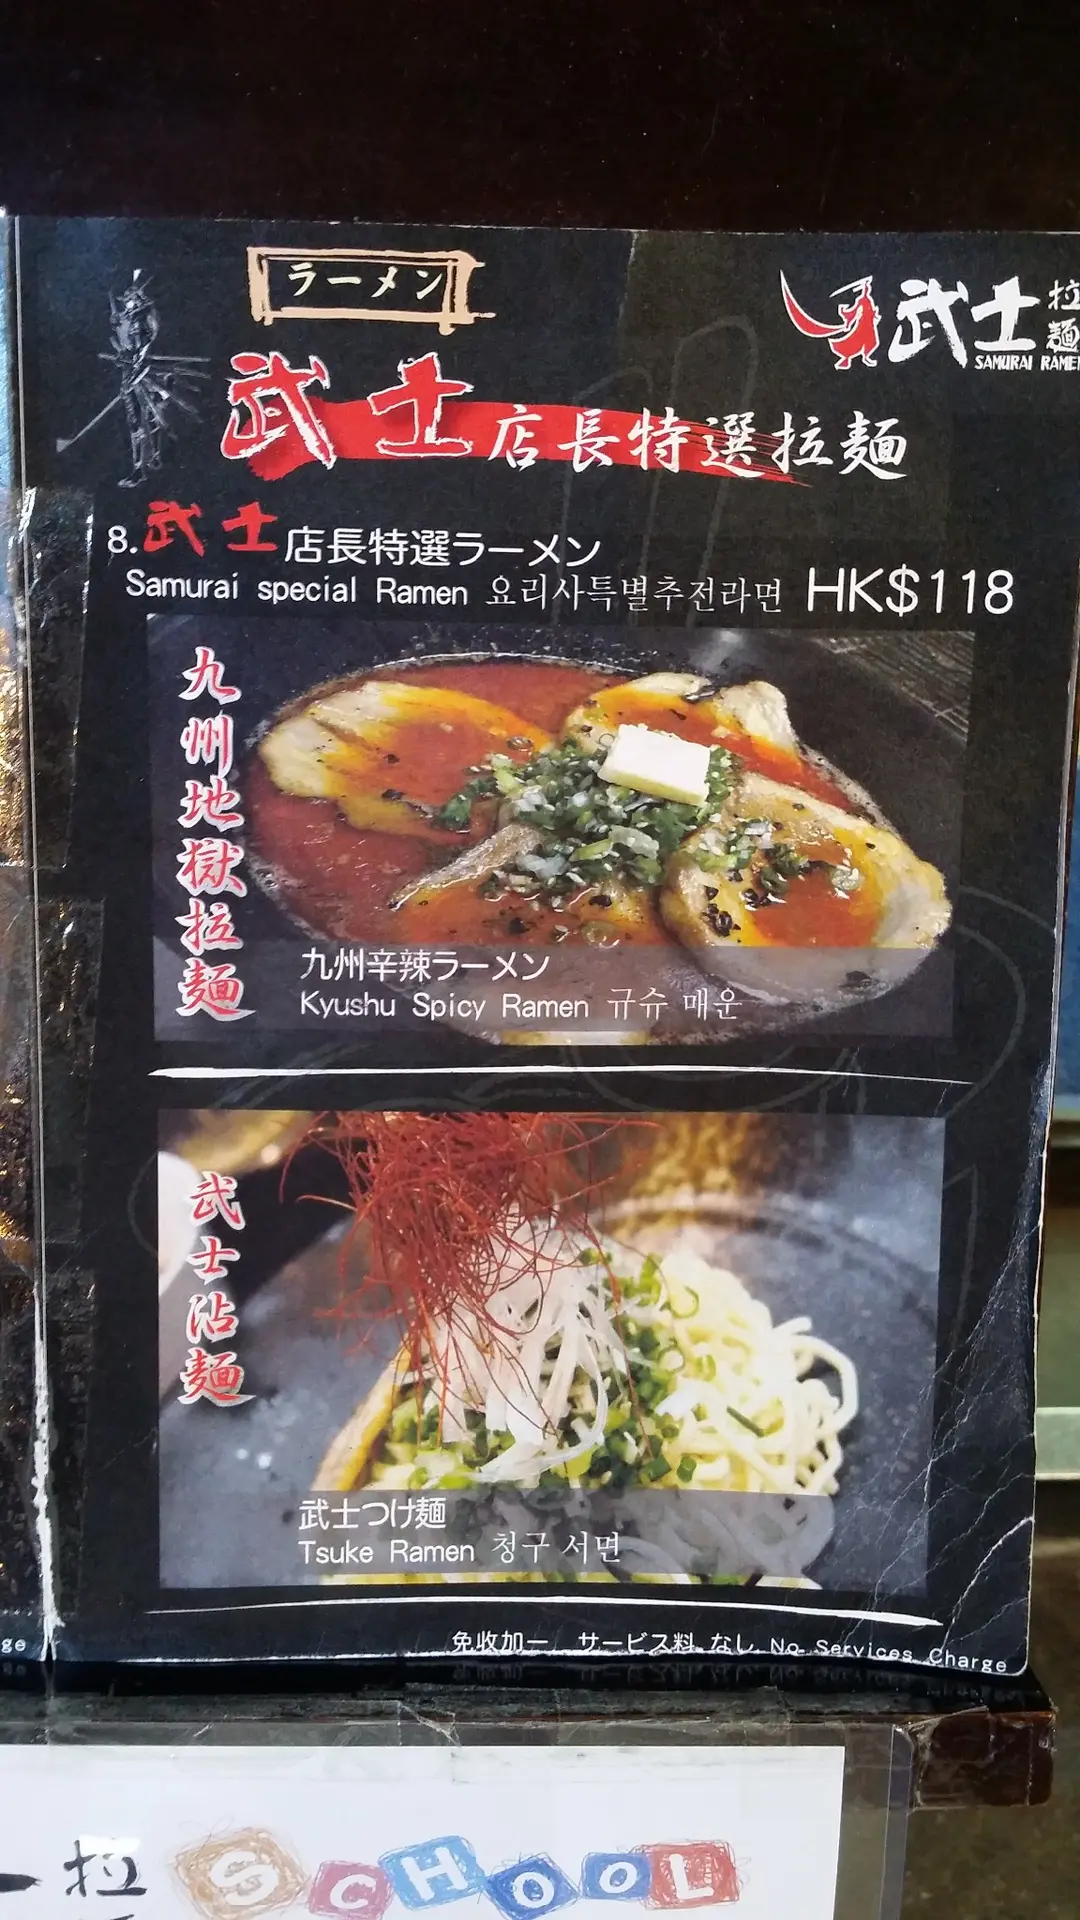 ラーメン
武士拉麵
SAMURAI RAMEN
武士店長特選拉麵
8.武士店長特選ラーメン
Samurai special Ramen 요리사특별추전라면 HK$118
九州地獄拉麵
九州辛辣ラーメン
Kyushu Spicy Ramen 규슈 매운
武士沾麵
武士つけ麺
Tsuke Ramen 청구 서면
免收加一 サービス料 なし No Services Charge
ge
拉
SCHOOL